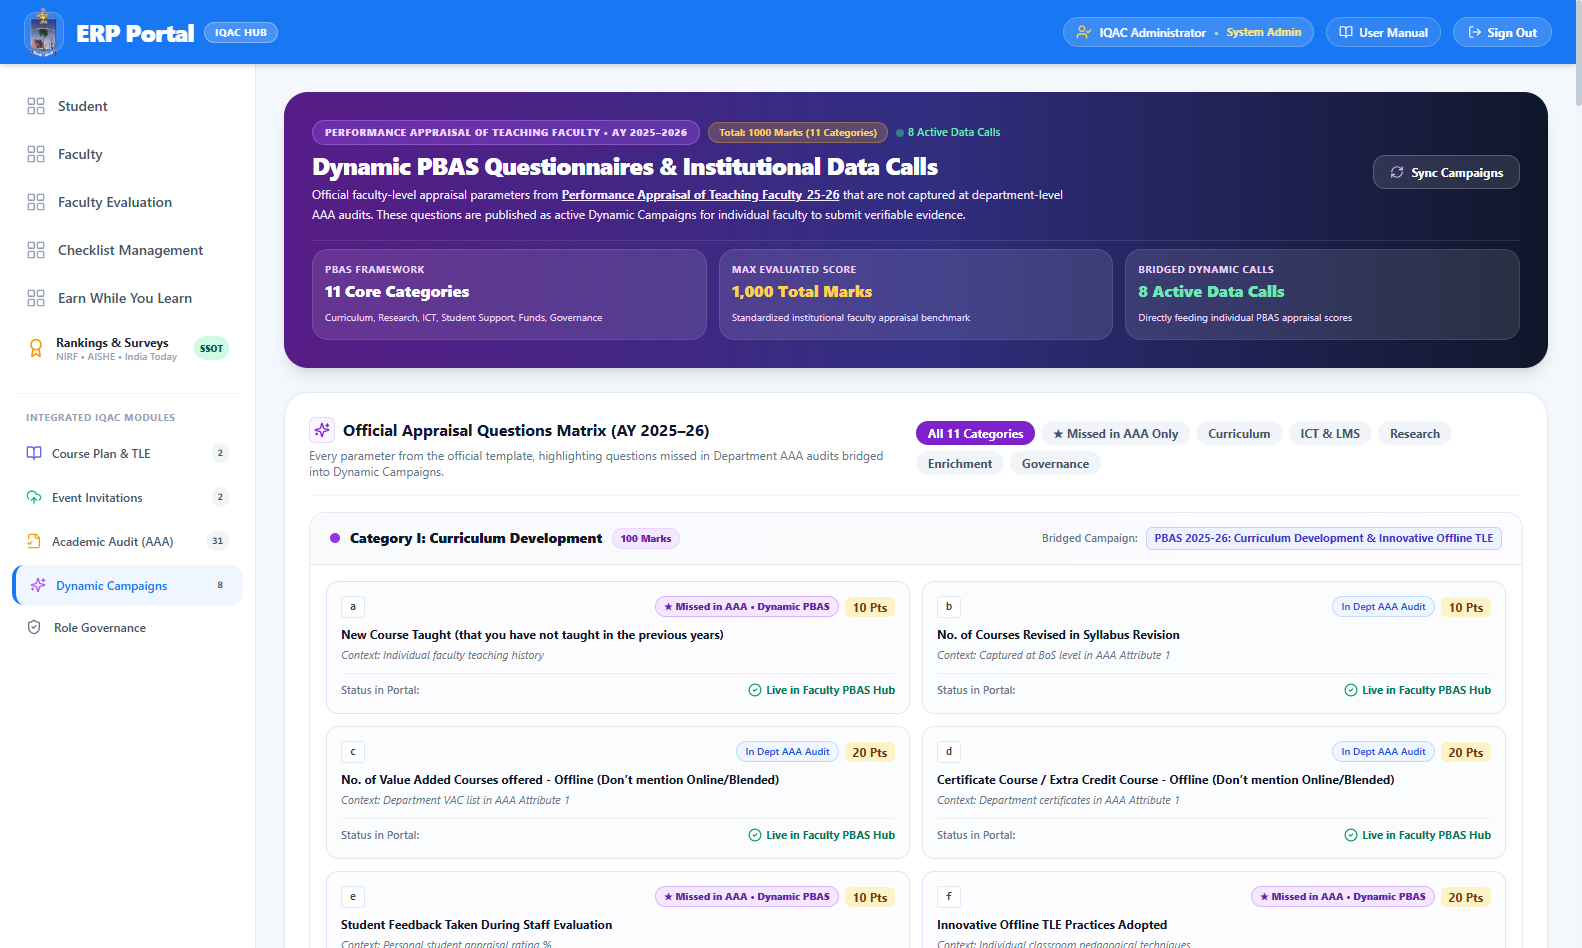 ERP Portal
IQAC HUB
IQAC Administrator • System Admin
User Manual
Sign Out
Student
Faculty
Faculty Evaluation
Checklist Management
Earn While You Learn
Rankings & Surveys
NIRF • AISHE • India Today
SSOT
INTEGRATED IQAC MODULES
Course Plan & TLE
2
Event Invitations
2
Academic Audit (AAA)
31
Dynamic Campaigns
8
Role Governance
PERFORMANCE APPRAISAL OF TEACHING FACULTY • AY 2025–2026
Total: 1000 Marks (11 Categories)
8 Active Data Calls
Dynamic PBAS Questionnaires & Institutional Data Calls
Official faculty-level appraisal parameters from Performance Appraisal of Teaching Faculty_25-26 that are not captured at department-level
AAA audits. These questions are published as active Dynamic Campaigns for individual faculty to submit verifiable evidence.
Sync Campaigns
PBAS FRAMEWORK
11 Core Categories
Curriculum, Research, ICT, Student Support, Funds, Governance
MAX EVALUATED SCORE
1,000 Total Marks
Standardized institutional faculty appraisal benchmark
BRIDGED DYNAMIC CALLS
8 Active Data Calls
Directly feeding individual PBAS appraisal scores
Official Appraisal Questions Matrix (AY 2025–26)
Every parameter from the official template, highlighting questions missed in Department AAA audits bridged
into Dynamic Campaigns.
All 11 Categories
★ Missed in AAA Only
Curriculum
ICT & LMS
Research
Enrichment
Governance
Category I: Curriculum Development
100 Marks
Bridged Campaign:
PBAS 2025-26: Curriculum Development & Innovative Offline TLE
a
★ Missed in AAA • Dynamic PBAS
10 Pts
New Course Taught (that you have not taught in the previous years)
Context: Individual faculty teaching history
Status in Portal:
Live in Faculty PBAS Hub
b
In Dept AAA Audit
10 Pts
No. of Courses Revised in Syllabus Revision
Context: Captured at BoS level in AAA Attribute 1
Status in Portal:
Live in Faculty PBAS Hub
c
In Dept AAA Audit
20 Pts
No. of Value Added Courses offered - Offline (Don't mention Online/Blended)
Context: Department VAC list in AAA Attribute 1
Status in Portal:
Live in Faculty PBAS Hub
d
In Dept AAA Audit
20 Pts
Certificate Course / Extra Credit Course - Offline (Don't mention Online/Blended)
Context: Department certificates in AAA Attribute 1
Status in Portal:
Live in Faculty PBAS Hub
e
★ Missed in AAA • Dynamic PBAS
10 Pts
Student Feedback Taken During Staff Evaluation
Context: Personal student appraisal rating %
f
★ Missed in AAA • Dynamic PBAS
20 Pts
Innovative Offline TLE Practices Adopted
Context: Individual classroom pedagogical techniques